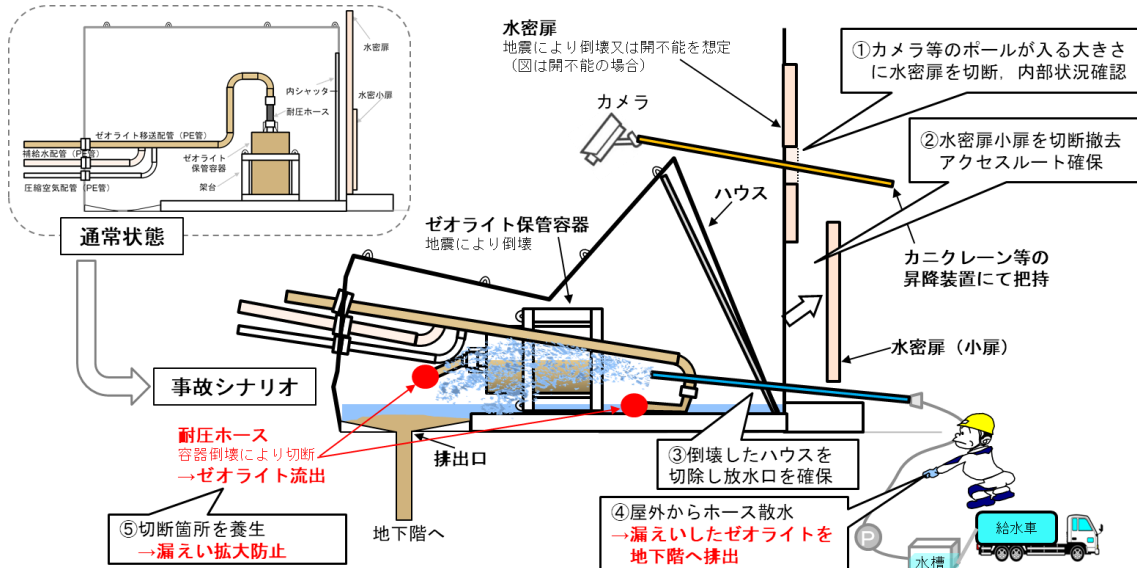 水密扉
内シャッター
水密小扉
耐圧ホース
ゼオライト移送配管（PE管）
補給水配管（PE管）
圧縮空気配管（PE管）
ゼオライト
保管容器
架台
通常状態
水密扉
地震により倒壊又は開不能を想定
（図は開不能の場合）
カメラ
①カメラ等のポールが入る大きさ
に水密扉を切断，内部状況確認
②水密扉小扉を切断撤去
アクセスルート確保
ハウス
ゼオライト保管容器
地震により倒壊
カニクレーン等の
昇降装置にて把持
水密扉（小扉）
事故シナリオ
耐圧ホース
容器倒壊により切断
→ゼオライト流出
排出口
③倒壊したハウスを
切除し放水口を確保
⑤切断箇所を養生
→漏えい拡大防止
地下階へ
④屋外からホース散水
→漏えいしたゼオライトを
地下階へ排出
P
給水車
水槽